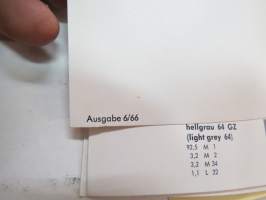 Ausgabe 6/66
hellgrau 64 GZ
(light grey 64)
92,5 M 1
3,2 M 2
3,2 M 34
1,1 L 22